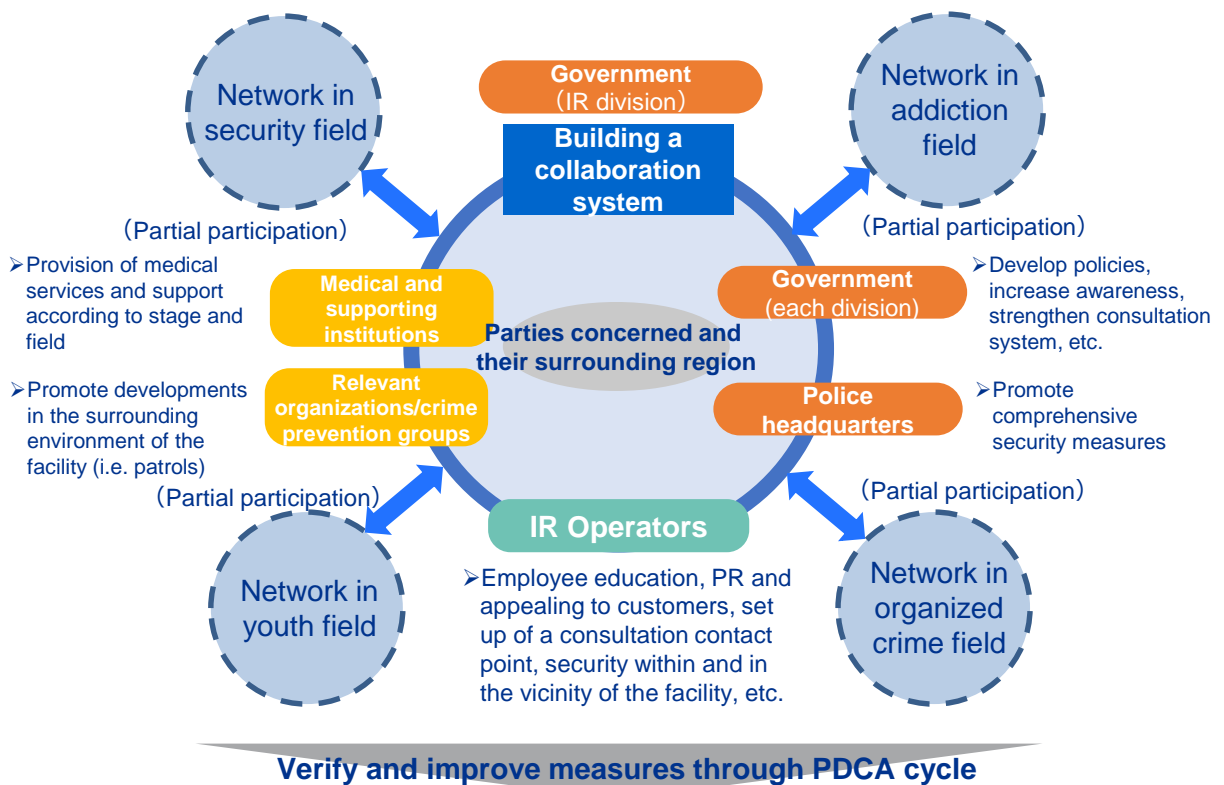 Network in
security field
Government
（IR division）
Building a
collaboration
system
Network in
addiction
field
（Partial participation）
（Partial participation）
➢Provision of medical
services and support
according to stage and
field
Medical and
supporting
institutions
Government
(each division)
➢Develop policies,
increase awareness,
strengthen consultation
system, etc.
Parties concerned and
their surrounding region
➢Promote developments
in the surrounding
environment of the
facility (i.e. patrols)
Relevant
organizations/crime
prevention groups
Police
headquarters
➢Promote
comprehensive
security measures
（Partial participation）
（Partial participation）
Network in
youth field
IR Operators
➢Employee education, PR and
appealing to customers, set
up of a consultation contact
point, security within and in
the vicinity of the facility, etc.
Network in
organized
crime field
Verify and improve measures through PDCA cycle